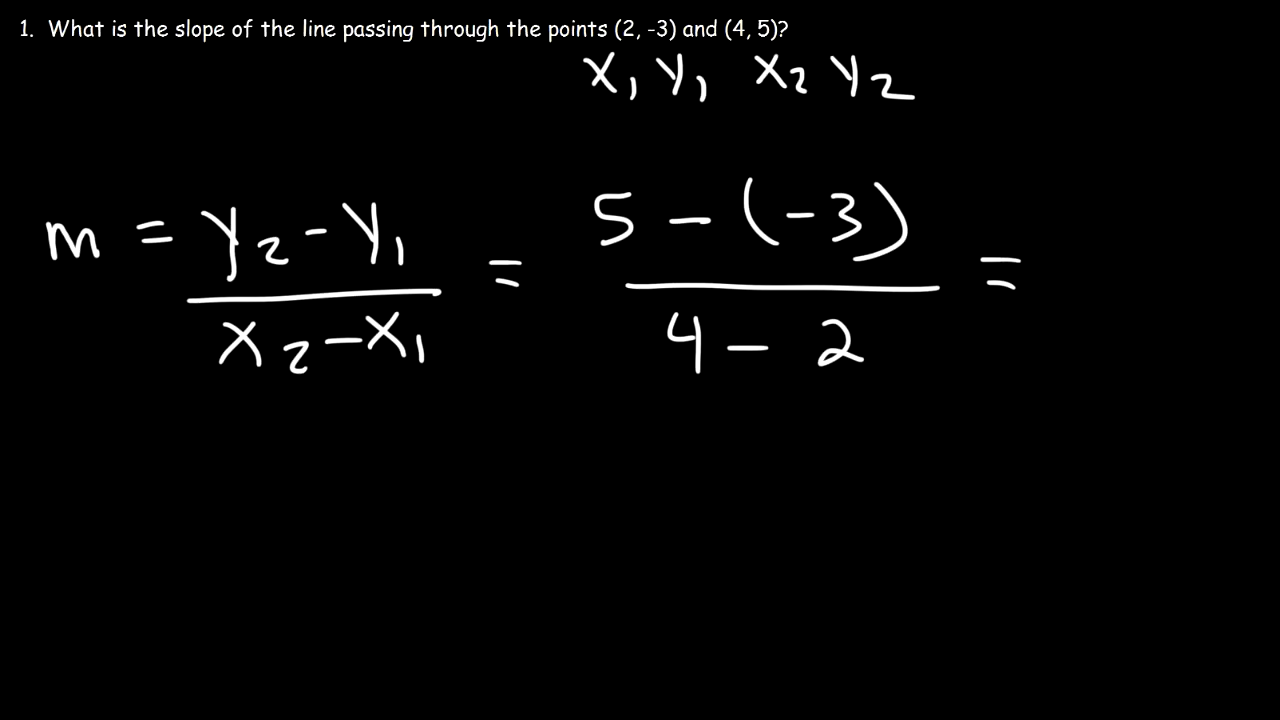 1. What is the slope of the line passing through the points (2, -3) and (4, 5)?
x₁ y₁ x₂ y₂
m = y₂ - y₁ / x₂ - x₁ = 5 - (-3) / 4 - 2 =